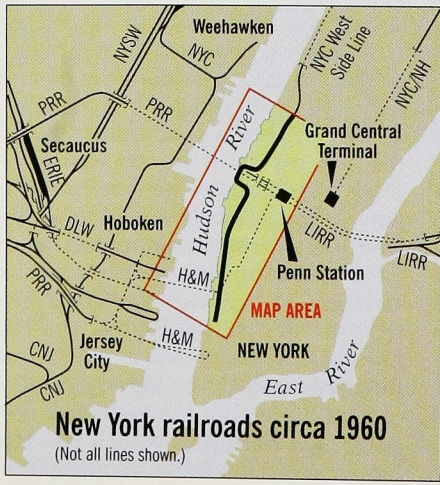 Weehawken
NYSW
NYC
NYC West
Side Line
NYC/NH
PRR
PRR
River
Grand Central
Terminal
Secaucus
ERIE
Hudson
DLW
Hoboken
LIRR
LIRR
H&M
Penn Station
PRR
MAP AREA
H&M
Jersey
City
NEW YORK
CNJ
CNJ
East River
New York railroads circa 1960
(Not all lines shown.)